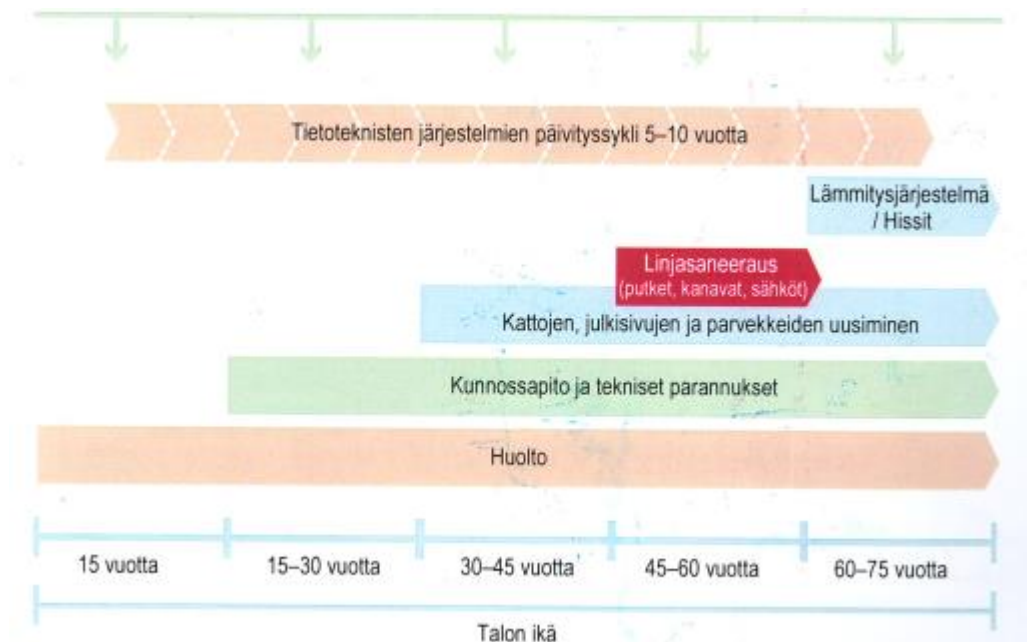 Tietoteknisten järjestelmien päivityssykli 5–10 vuotta
Lämmitysjärjestelmä
/ Hissit
Linjasaneeraus
(putket, kanavat, sähköt)
Kattojen, julkisivujen ja parvekkeiden uusiminen
Kunnossapito ja tekniset parannukset
Huolto
15 vuotta
15–30 vuotta
30–45 vuotta
45–60 vuotta
60–75 vuotta
Talon ikä